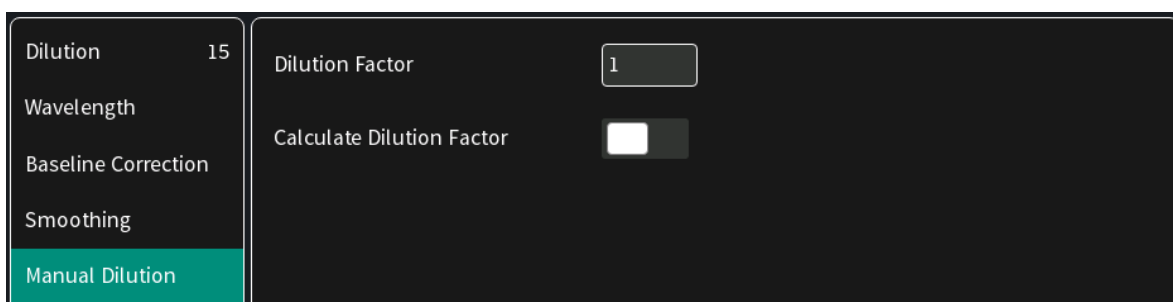 Dilution 15
Wavelength
Baseline Correction
Smoothing
Manual Dilution
Dilution Factor 1
Calculate Dilution Factor